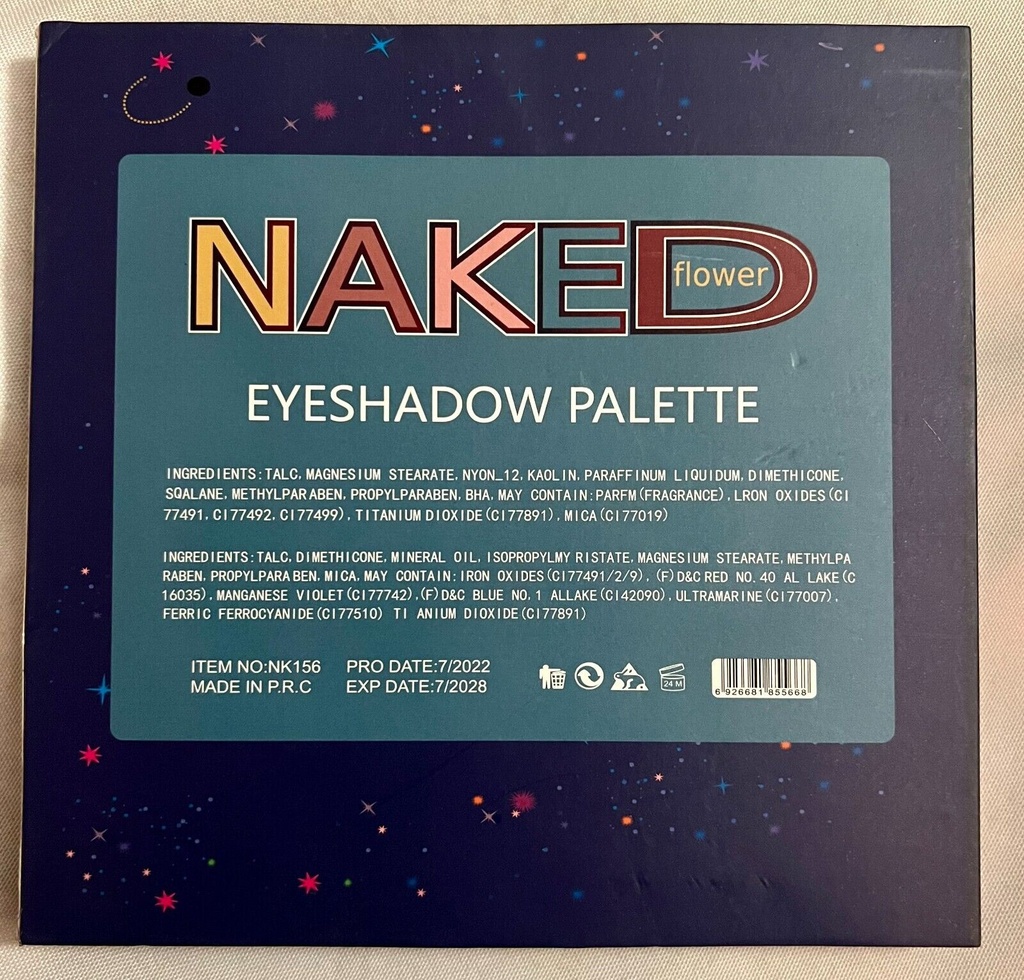 NAKED
flower
EYESHADOW PALETTE
INGREDIENTS:TALC, MAGNESIUM STEARATE, NYON_12, KAOLIN, PARAFFINUM LIQUIDUM, DIMETHICONE,
SQALANE, METHYLPAR ABEN, PROPYLPARABEN, BHA, MAY CONTAIN:PARFM(FRAGRANCE), LRON OXIDES(CI
77491, CI77492, CI77499), TITANIUM DIOXIDE(CI77891), MICA(CI77019)
INGREDIENTS:TALC, DIMETHICONE, MINERAL OIL, ISOPROPYLMY RISTATE, MAGNESIUM STEARATE, METHYLPA
RABEN, PROPYLPARA BEN, MICA, MAY CONTAIN: IRON OXIDES(CI77491/2/9), (F)D&C RED NO. 40 AL LAKE(C
16035), MANGANESE VIOLET(CI77742),(F)D&C BLUE NO.1 ALLAKE(CI42090), ULTRAMARINE(CI77007),
FERRIC FERROCYANIDE(CI77510) TI ANIUM DIOXIDE(CI77891)
ITEM NO:NK156 PRO DATE:7/2022
MADE IN P.R.C EXP DATE:7/2028
24 M
6 926681 855668